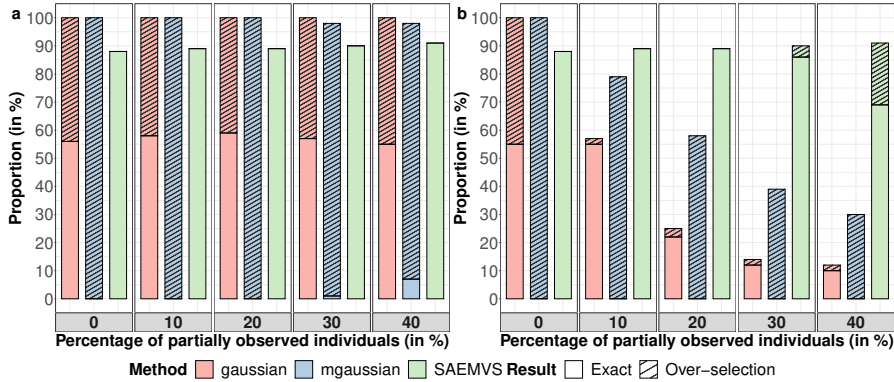 a
b
Proportion (in %)
100
90
80
70
60
50
40
30
20
10
0
0 10 20 30 40
Percentage of partially observed individuals (in %)
Proportion (in %)
100
90
80
70
60
50
40
30
20
10
0
0 10 20 30 40
Percentage of partially observed individuals (in %)
Method gaussian mgaussian SAEMVS Result Exact Over−selection